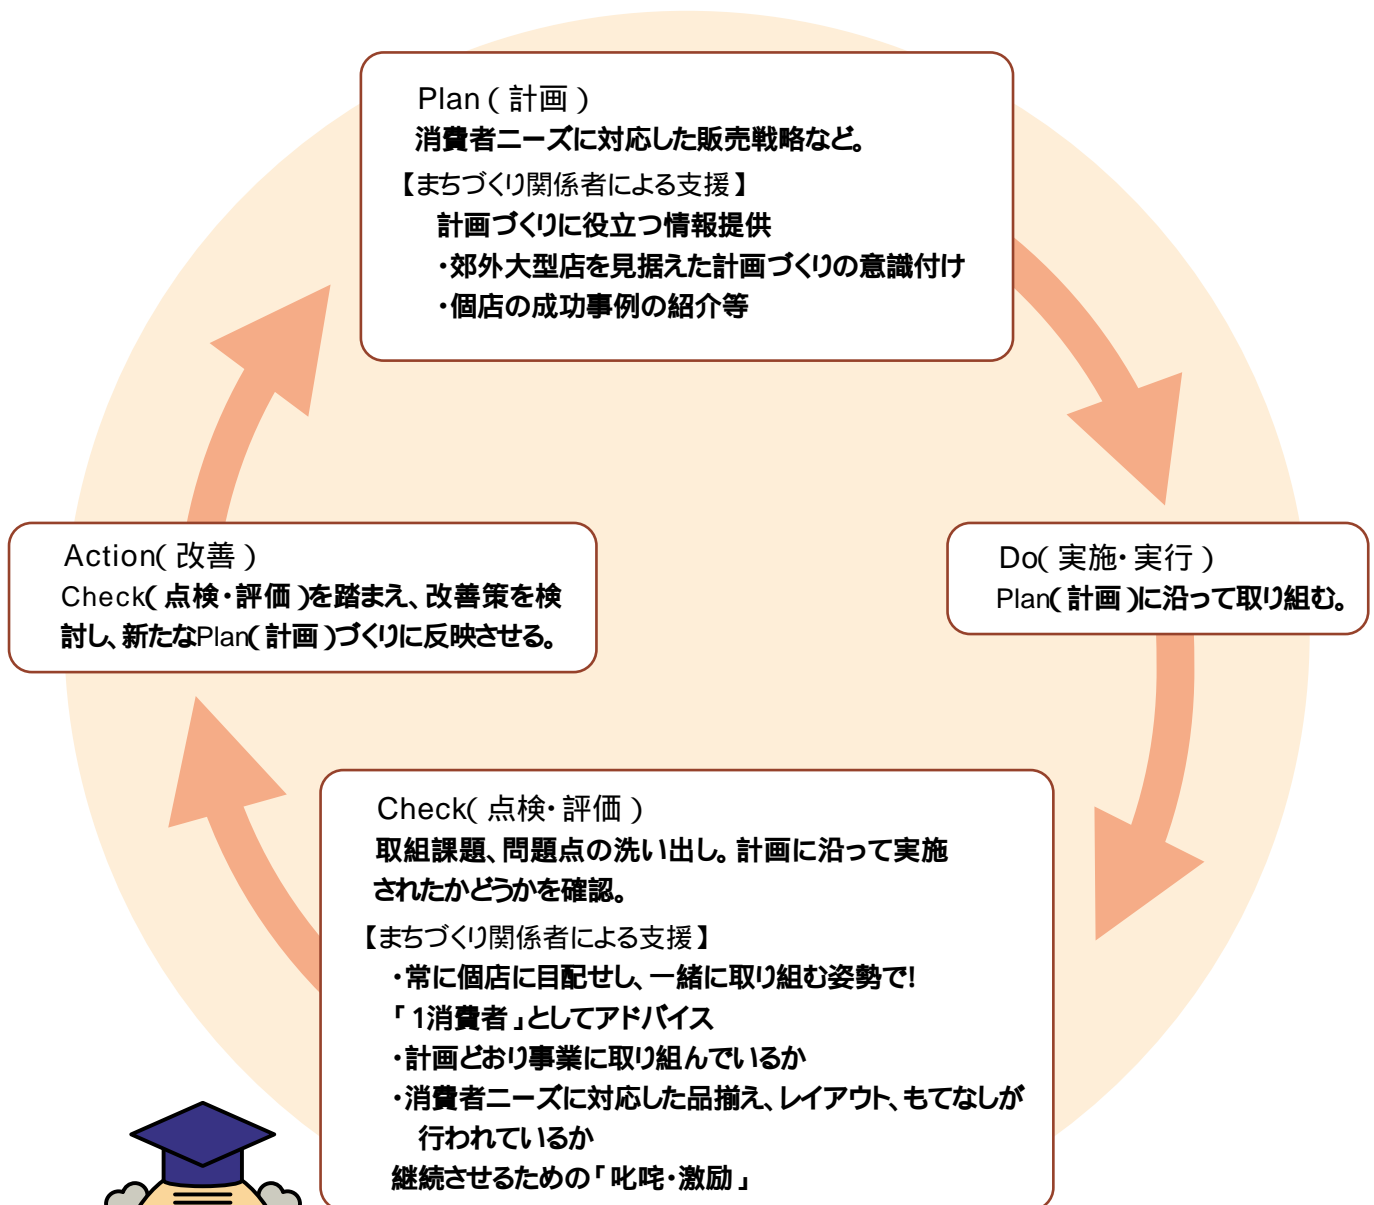 Plan(計画)
消費者ニーズに対応した販売戦略など。
【まちづくり関係者による支援】
計画づくりに役立つ情報提供
・郊外大型店を見据えた計画づくりの意識付け
・個店の成功事例の紹介等
Action(改善)
Check(点検・評価)を踏まえ、改善策を検
討し、新たなPlan(計画)づくりに反映させる。
Do(実施・実行)
Plan(計画)に沿って取り組む。
Check(点検・評価)
取組課題、問題点の洗い出し。計画に沿って実施
されたかどうかを確認。
【まちづくり関係者による支援】
・常に個店に目配せし、一緒に取り組む姿勢で!
「1消費者」としてアドバイス
・計画どおり事業に取り組んでいるか
・消費者ニーズに対応した品揃え、レイアウト、もてなしが
行われているか
継続させるための「叱咤・激励」